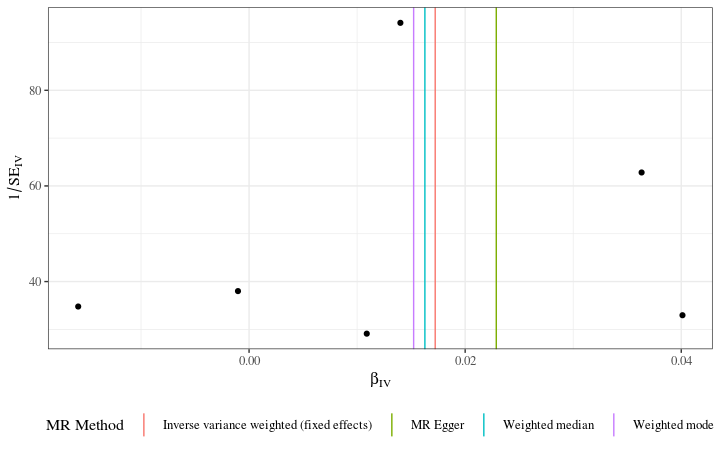 80
60
40
1/SE_IV
0.00
0.02
0.04
β_IV
MR Method
Inverse variance weighted (fixed effects)
MR Egger
Weighted median
Weighted mode